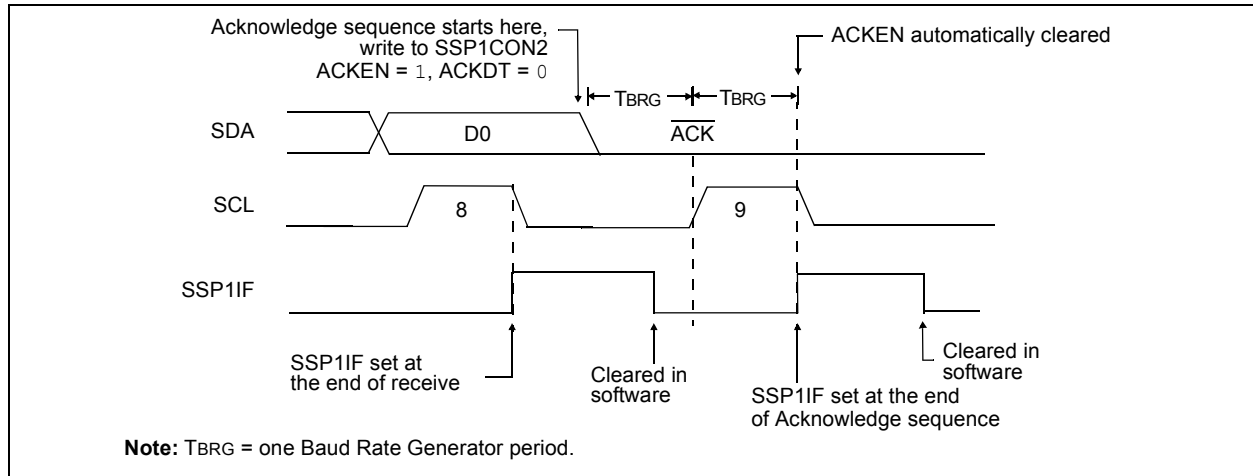 Acknowledge sequence starts here,
write to SSP1CON2
ACKEN = 1, ACKDT = 0
ACKEN automatically cleared
TBRG
TBRG
SDA
D0
ACK
SCL
8
9
SSP1IF
SSP1IF set at
the end of receive
Cleared in
software
SSP1IF set at the end
of Acknowledge sequence
Cleared in
software
Note: TBRG = one Baud Rate Generator period.